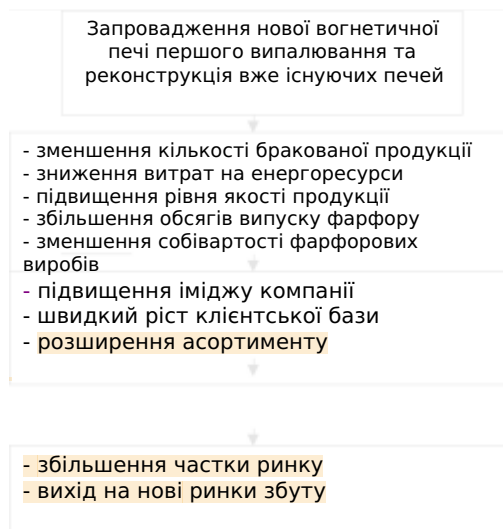 Запровадження нової вогнетичної
печі першого випалювання та
реконструкція вже існуючих печей
- зменшення кількості бракованої продукції
- зниження витрат на енергоресурси
- підвищення рівня якості продукції
- збільшення обсягів випуску фарфору
- зменшення собівартості фарфорових
виробів
- підвищення іміджу компанії
- швидкий ріст клієнтської бази
- розширення асортименту
- збільшення частки ринку
- вихід на нові ринки збуту